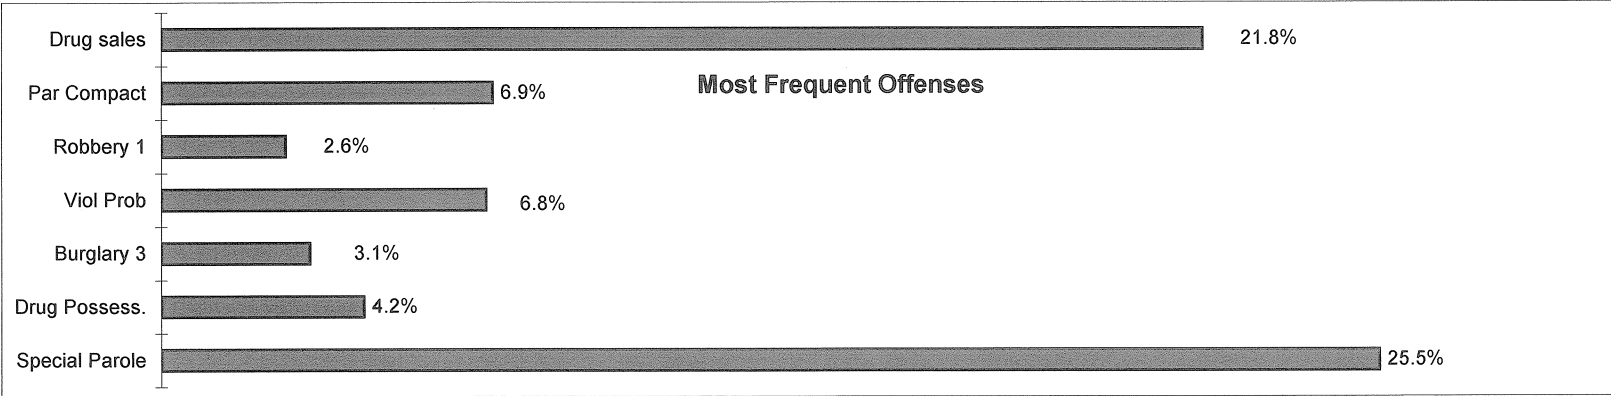 Drug sales 21.8%
Most Frequent Offenses
Par Compact 6.9%
Robbery 1 2.6%
Viol Prob 6.8%
Burglary 3 3.1%
Drug Possess. 4.2%
Special Parole 25.5%